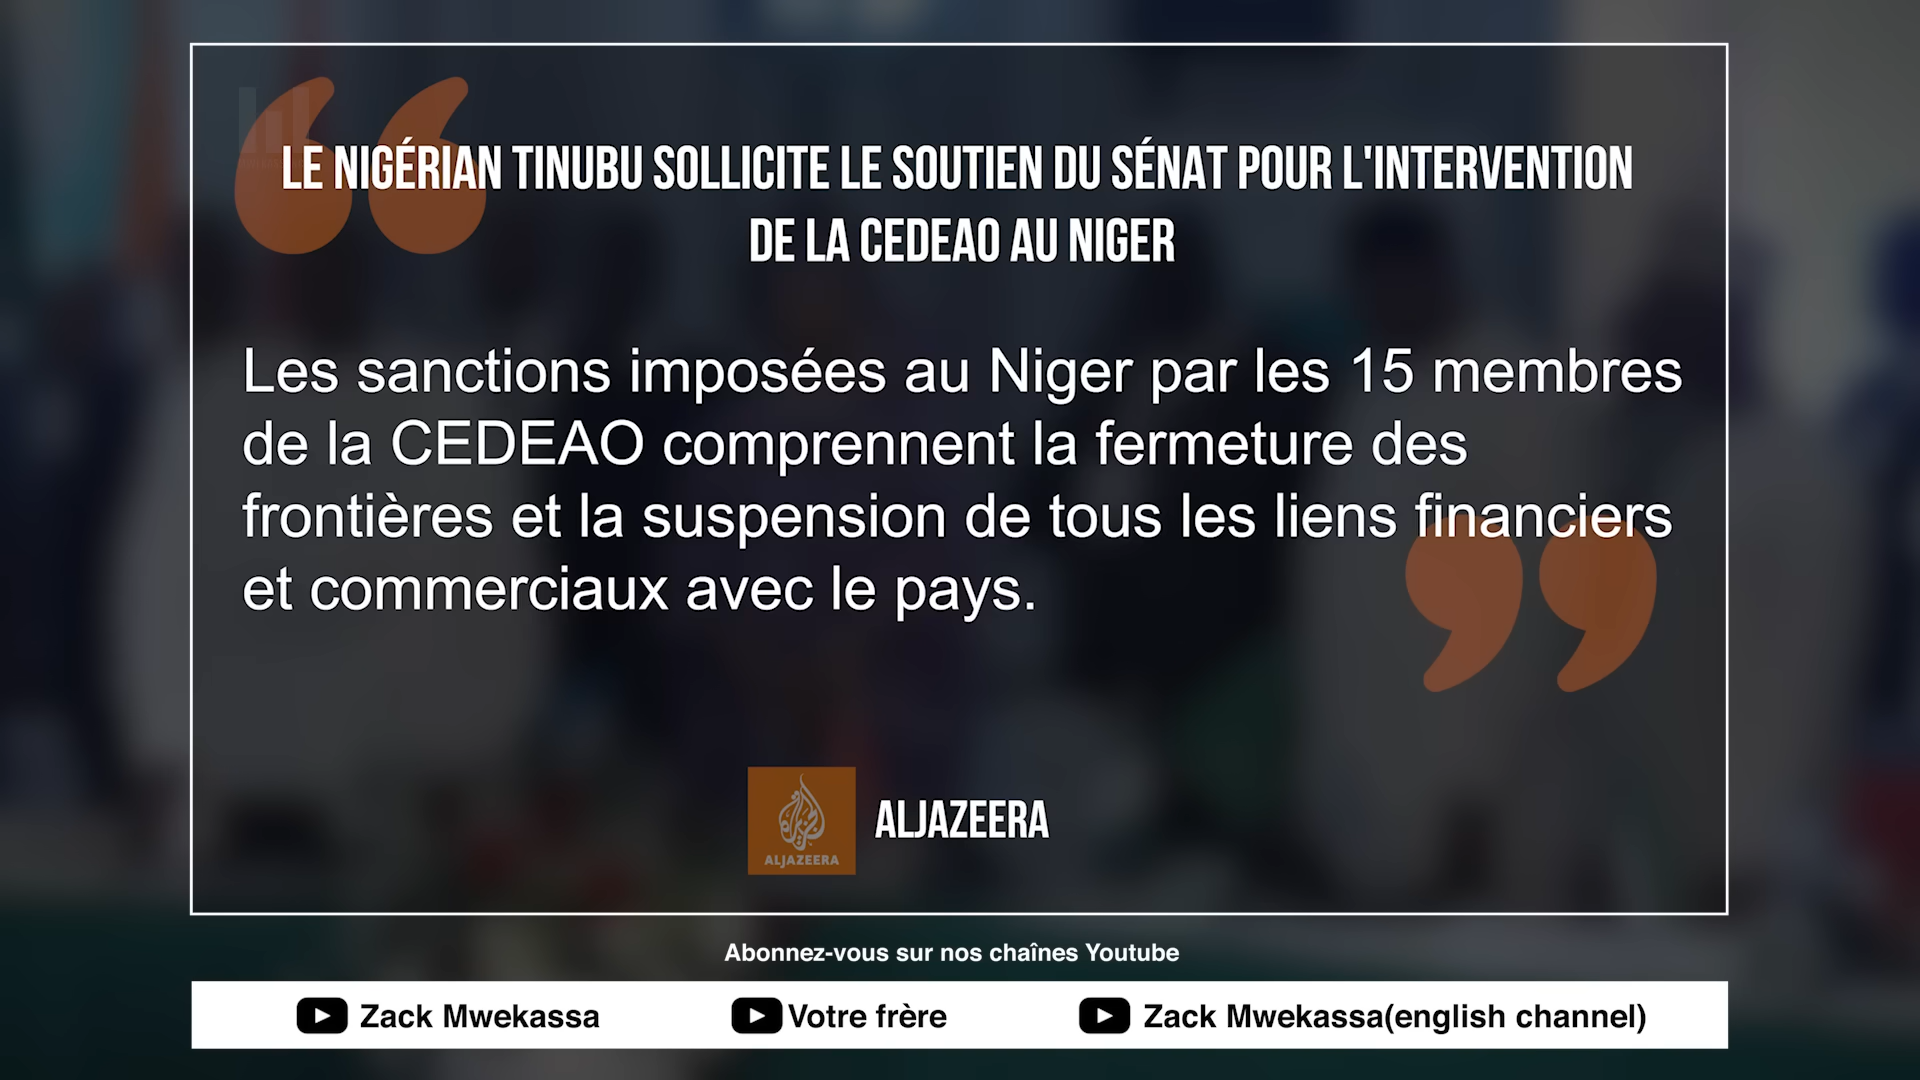 LE NIGÉRIAN TINUBU SOLLICITE LE SOUTIEN DU SÉNAT POUR L'INTERVENTION
DE LA CEDEAO AU NIGER
Les sanctions imposées au Niger par les 15 membres
de la CEDEAO comprennent la fermeture des
frontières et la suspension de tous les liens financiers
et commerciaux avec le pays.
الجزيرة
ALJAZEERA
ALJAZEERA
Abonnez-vous sur nos chaînes Youtube
Zack Mwekassa
Votre frère
Zack Mwekassa(english channel)